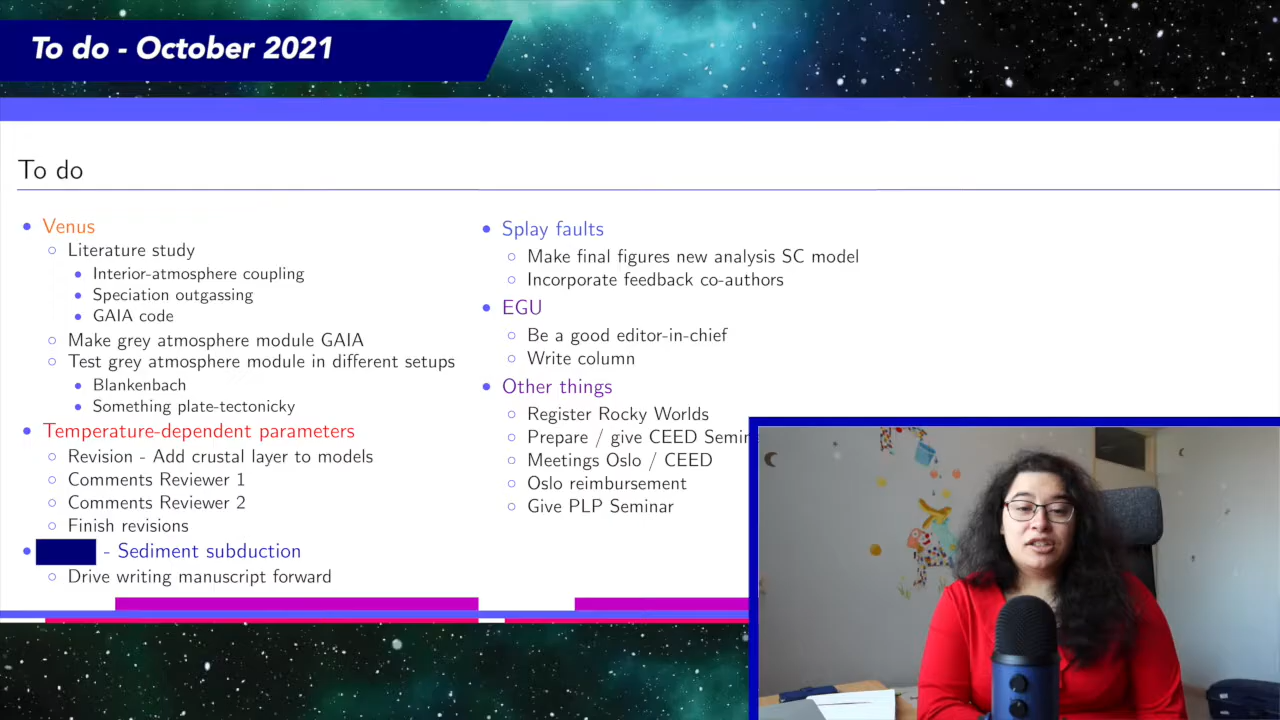 To do - October 2021
To do
Venus
Literature study
Interior-atmosphere coupling
Speciation outgassing
GAIA code
Make grey atmosphere module GAIA
Test grey atmosphere module in different setups
Blankenbach
Something plate-tectonicky
Temperature-dependent parameters
Revision - Add crustal layer to models
Comments Reviewer 1
Comments Reviewer 2
Finish revisions
- Sediment subduction
Drive writing manuscript forward
Splay faults
Make final figures new analysis SC model
Incorporate feedback co-authors
EGU
Be a good editor-in-chief
Write column
Other things
Register Rocky Worlds
Prepare / give CEED
Meetings Oslo / CEED
Oslo reimbursement
Give PLP Seminar